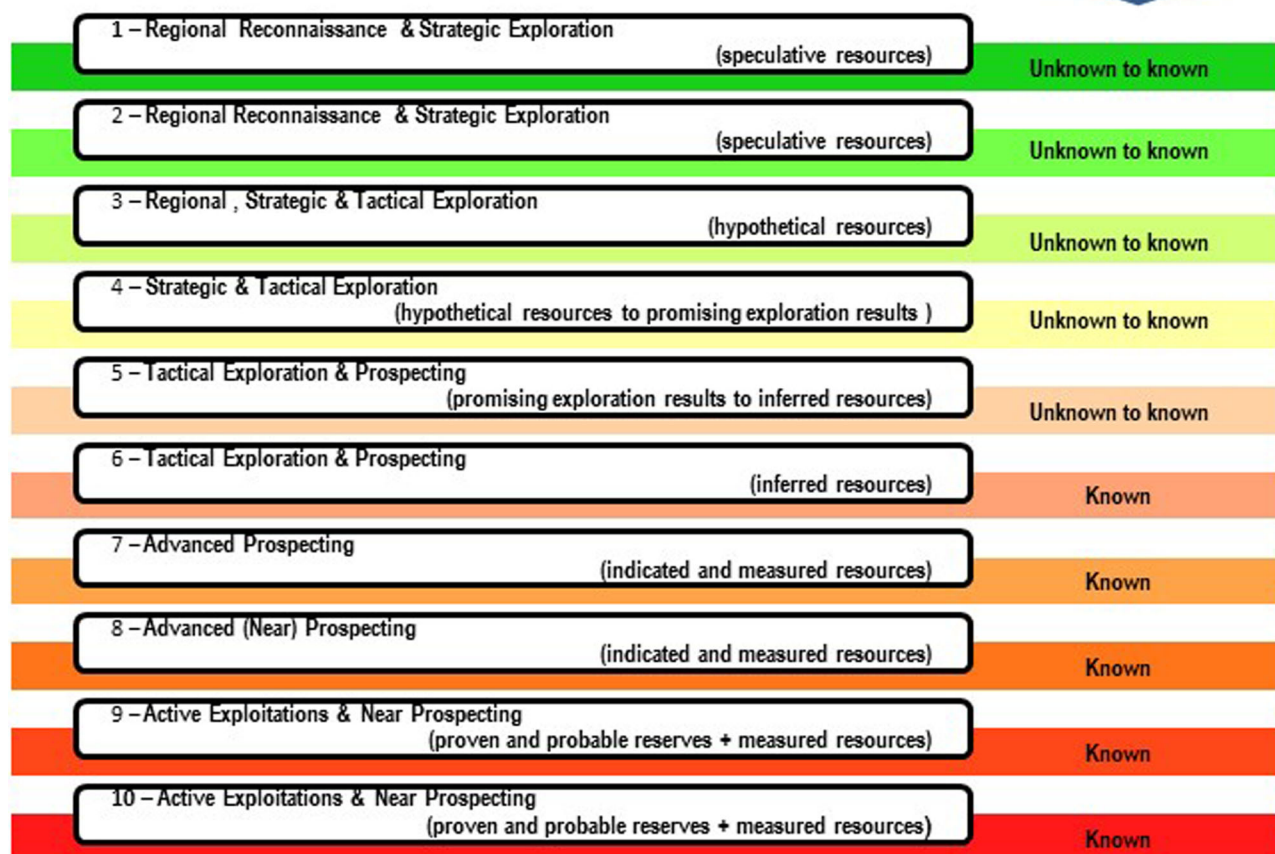 1 – Regional Reconnaissance & Strategic Exploration
(speculative resources)
Unknown to known
2 – Regional Reconnaissance & Strategic Exploration
(speculative resources)
Unknown to known
3 – Regional , Strategic & Tactical Exploration
(hypothetical resources)
Unknown to known
4 – Strategic & Tactical Exploration
(hypothetical resources to promising exploration results )
Unknown to known
5 – Tactical Exploration & Prospecting
(promising exploration results to inferred resources)
Unknown to known
6 – Tactical Exploration & Prospecting
(inferred resources)
Known
7 – Advanced Prospecting
(indicated and measured resources)
Known
8 – Advanced (Near) Prospecting
(indicated and measured resources)
Known
9 – Active Exploitations & Near Prospecting
(proven and probable reserves + measured resources)
Known
10 – Active Exploitations & Near Prospecting
(proven and probable reserves + measured resources)
Known